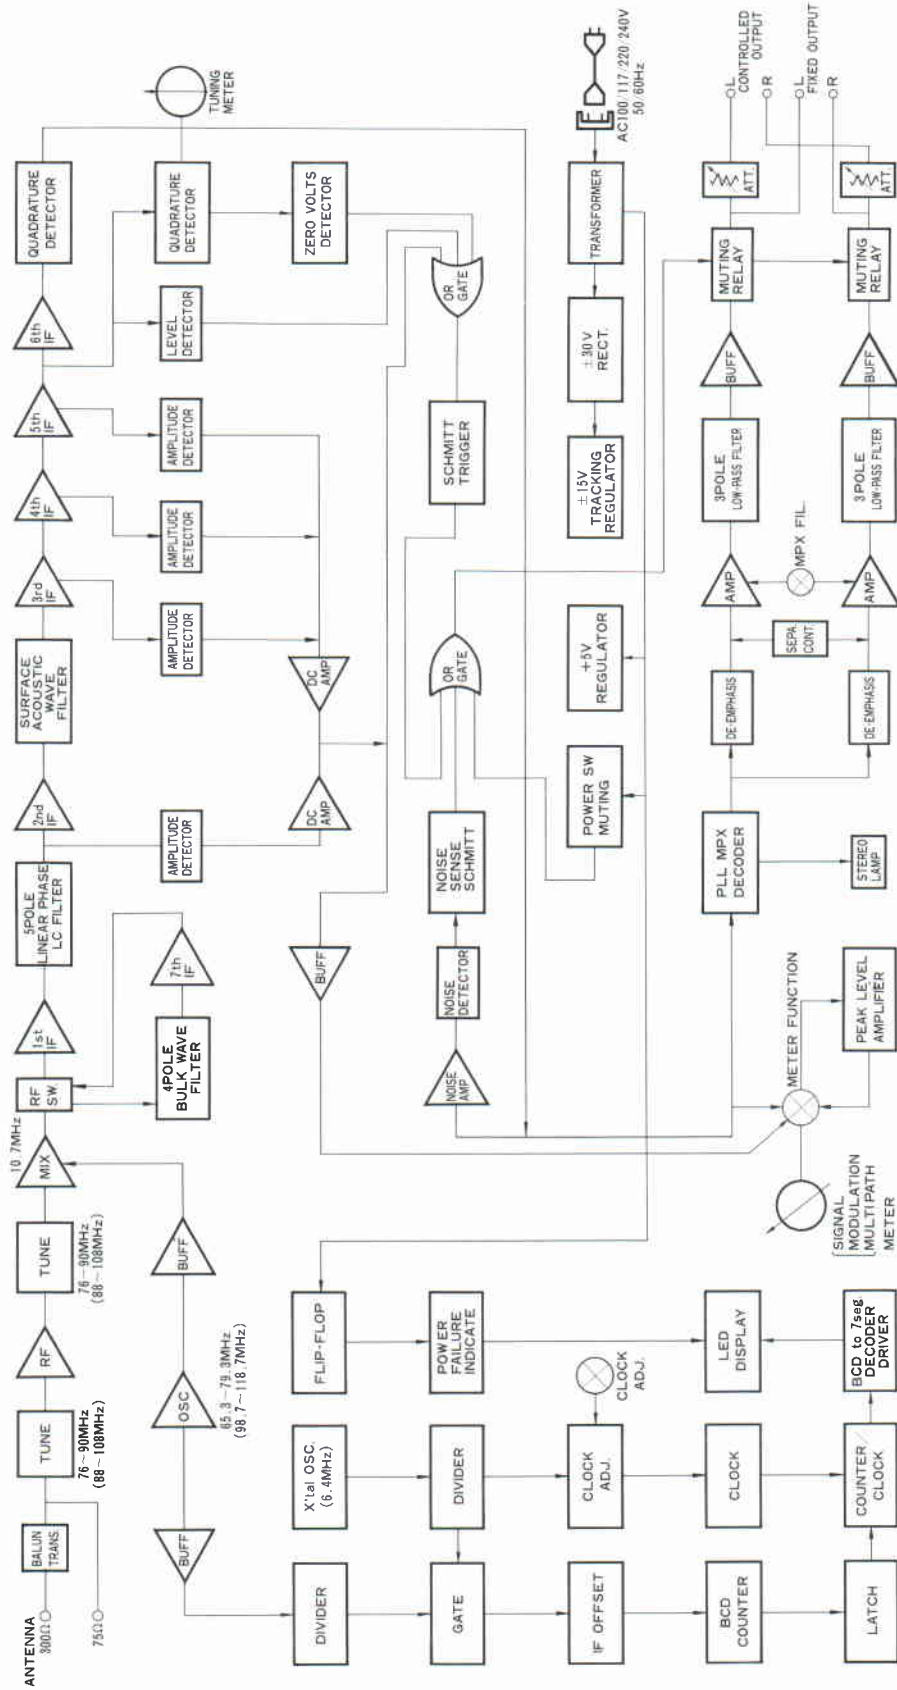 ANTENNA
300Ω
75Ω
BALUN
TRANS.
TUNE
76~90MHz
(88~108MHz)
RF
TUNE
76~90MHz
(88~108MHz)
MIX
10.7MHz
RF
SW.
1st
IF
5POLE
LINEAR PHASE
LC FILTER
2nd
IF
SURFACE
ACOUSTIC
WAVE
FILTER
3rd
IF
4th
IF
5th
IF
6th
IF
QUADRATURE
DETECTOR
BUFF
OSC
65.3~79.3MHz
(98.7~118.7MHz)
BUFF
4POLE
BULK WAVE
FILTER
7th
IF
AMPLITUDE
DETECTOR
AMPLITUDE
DETECTOR
AMPLITUDE
DETECTOR
AMPLITUDE
DETECTOR
LEVEL
DETECTOR
QUADRATURE
DETECTOR
TUNING
METER
DC
AMP
DC
AMP
ZERO VOLTS
DETECTOR
BUFF
NOISE
AMP
NOISE
DETECTOR
NOISE
SENSE
SCHMITT
OR
GATE
SCHMITT
TRIGGER
OR
GATE
POWER SW
MUTING
+5V
REGULATOR
±15V
TRACKING
REGULATOR
±30V
RECT.
TRANSFORMER
AC100/117/220/240V
50/60Hz
DIVIDER
X'tal OSC.
(6.4MHz)
FLIP-FLOP
GATE
DIVIDER
POWER
FAILURE
INDICATE
IF OFFSET
CLOCK
ADJ.
CLOCK
ADJ.
BCD
COUNTER
CLOCK
LED
DISPLAY
LATCH
COUNTER/
CLOCK
BCD to 7seg.
DECODER
DRIVER
SIGNAL
MODULATION
MULTIPATH
METER
METER FUNCTION
PEAK LEVEL
AMPLIFIER
PLL MPX
DECODER
STEREO
LAMP
DE-EMPHASIS
DE-EMPHASIS
SEPA.
CONT.
AMP
AMP
MPX FIL.
3POLE
LOW-PASS FILTER
3POLE
LOW-PASS FILTER
BUFF
BUFF
MUTING
RELAY
MUTING
RELAY
ATT.
ATT.
L
CONTROLLED
OUTPUT
R
L
FIXED OUTPUT
R